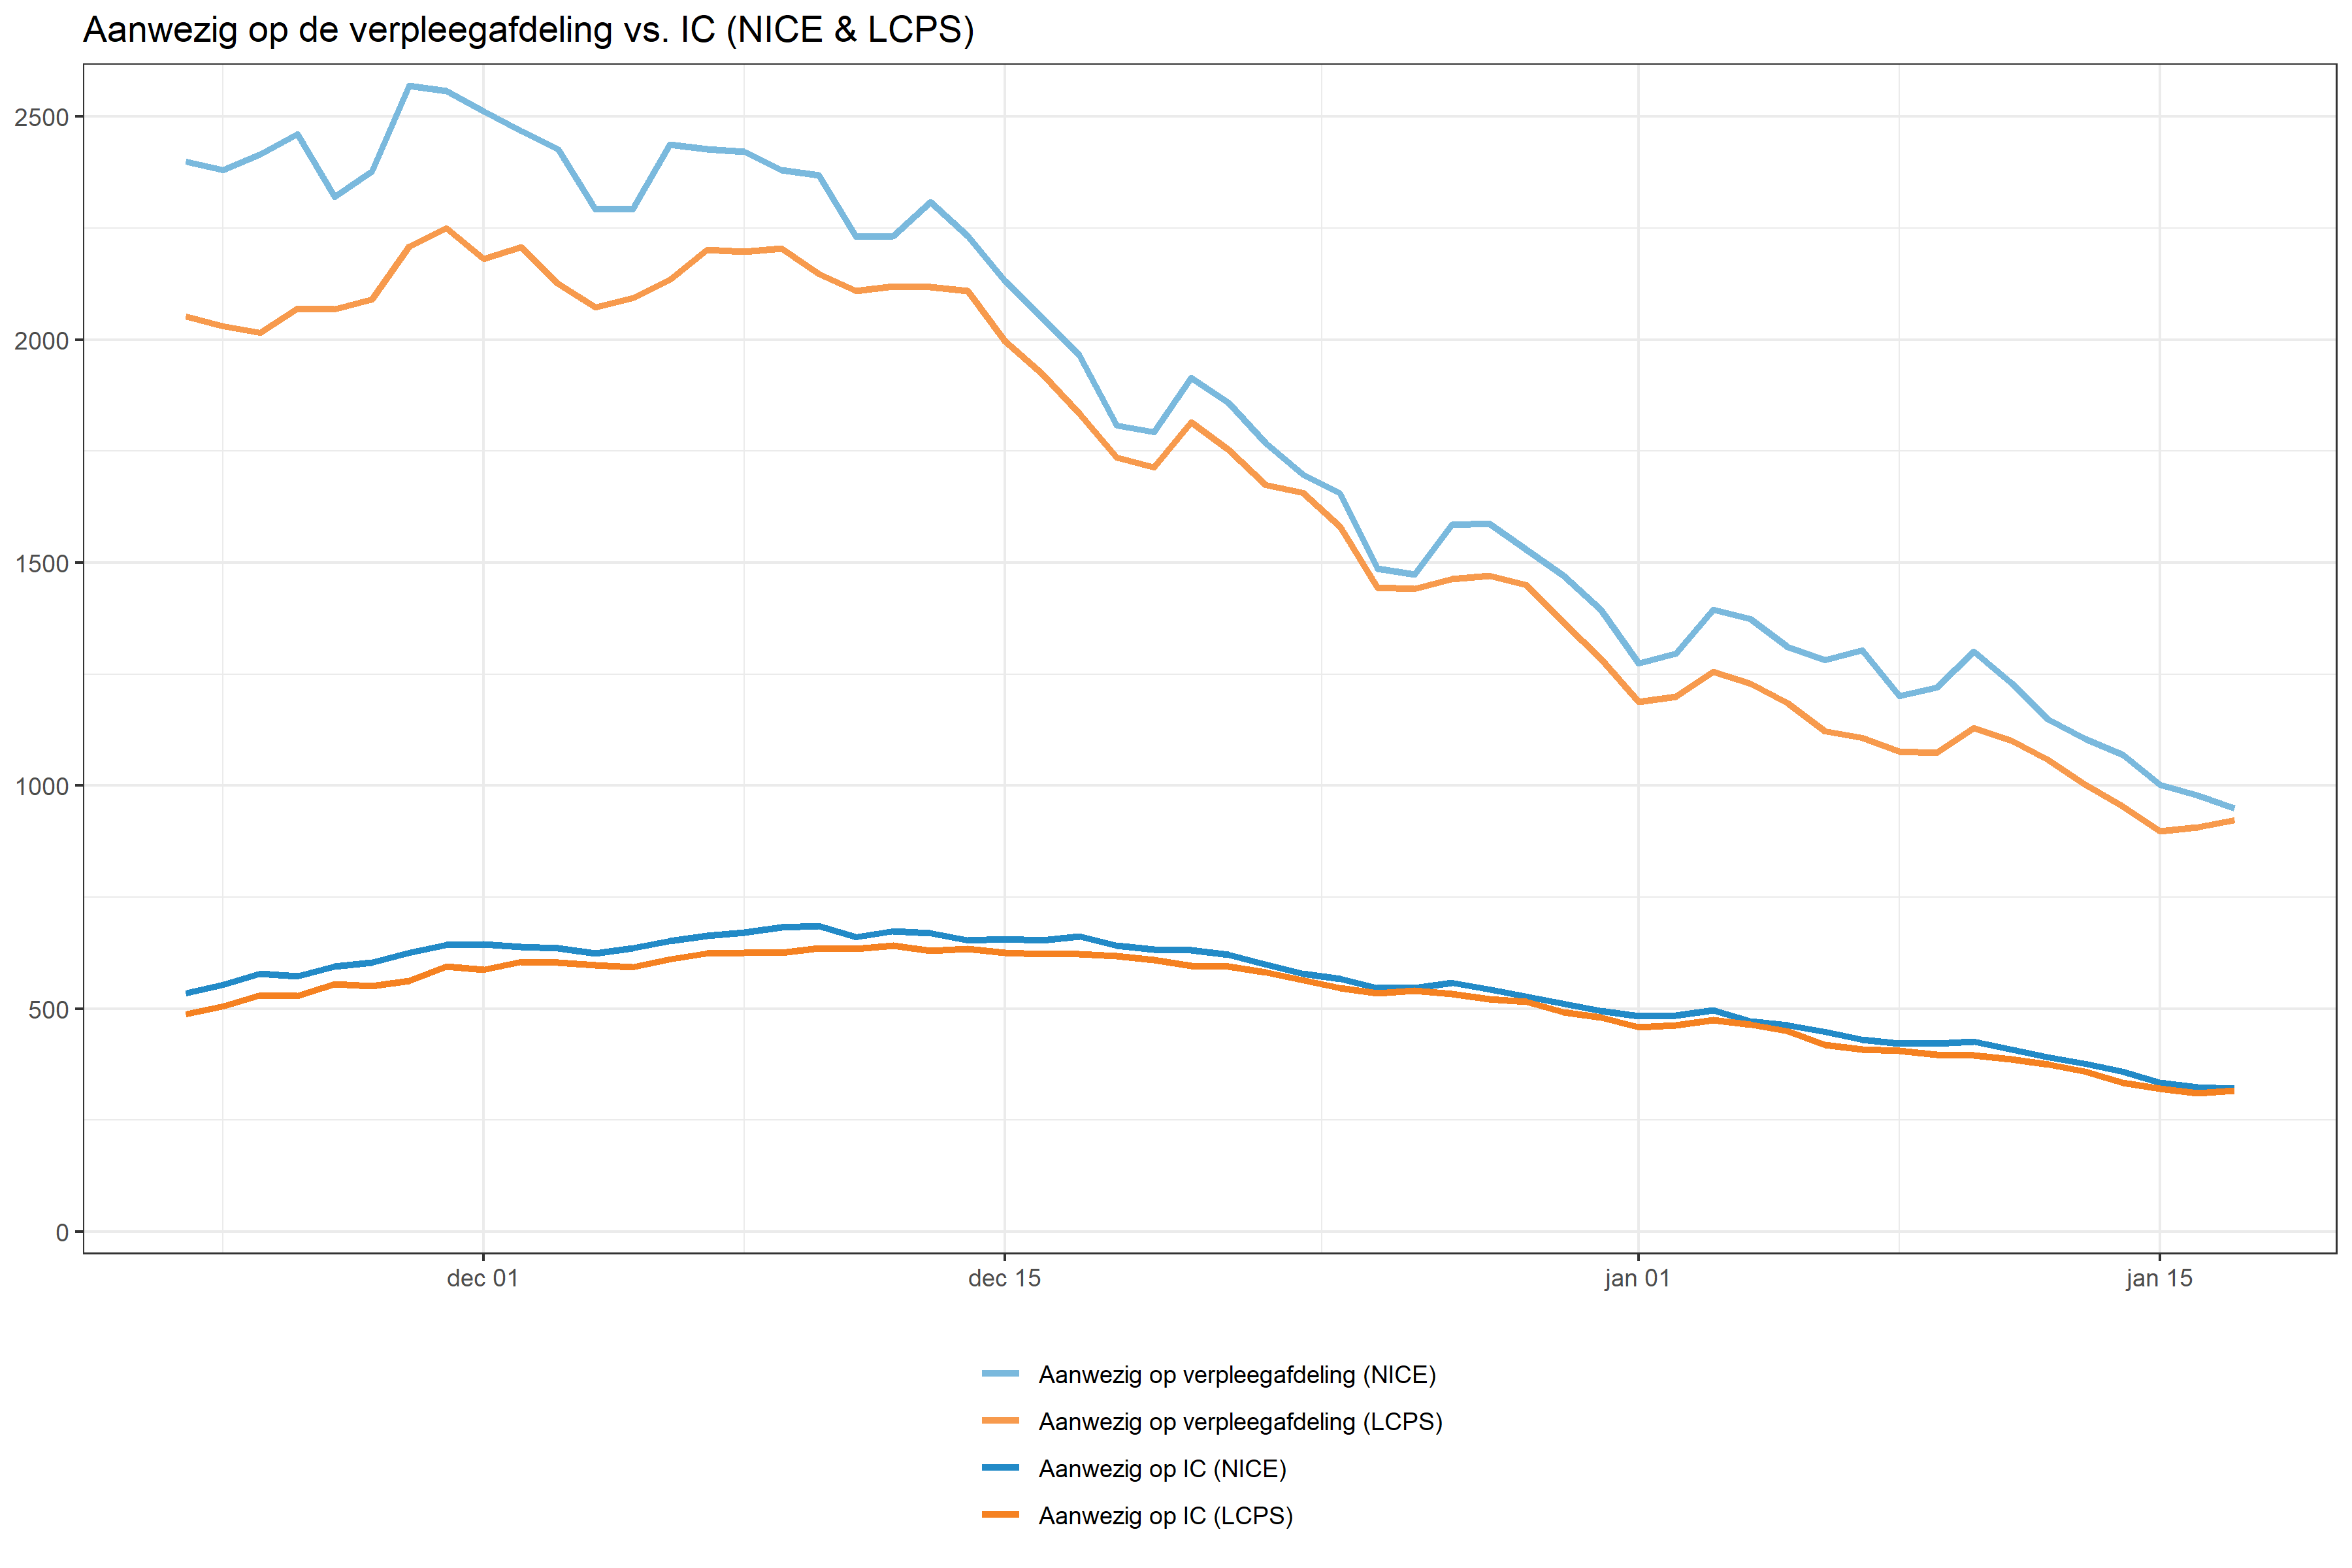 Aanwezig op de verpleegafdeling vs. IC (NICE & LCPS)
2500
2000
1500
1000
500
0
dec 01 dec 15 jan 01 jan 15
Aanwezig op verpleegafdeling (NICE)
Aanwezig op verpleegafdeling (LCPS)
Aanwezig op IC (NICE)
Aanwezig op IC (LCPS)